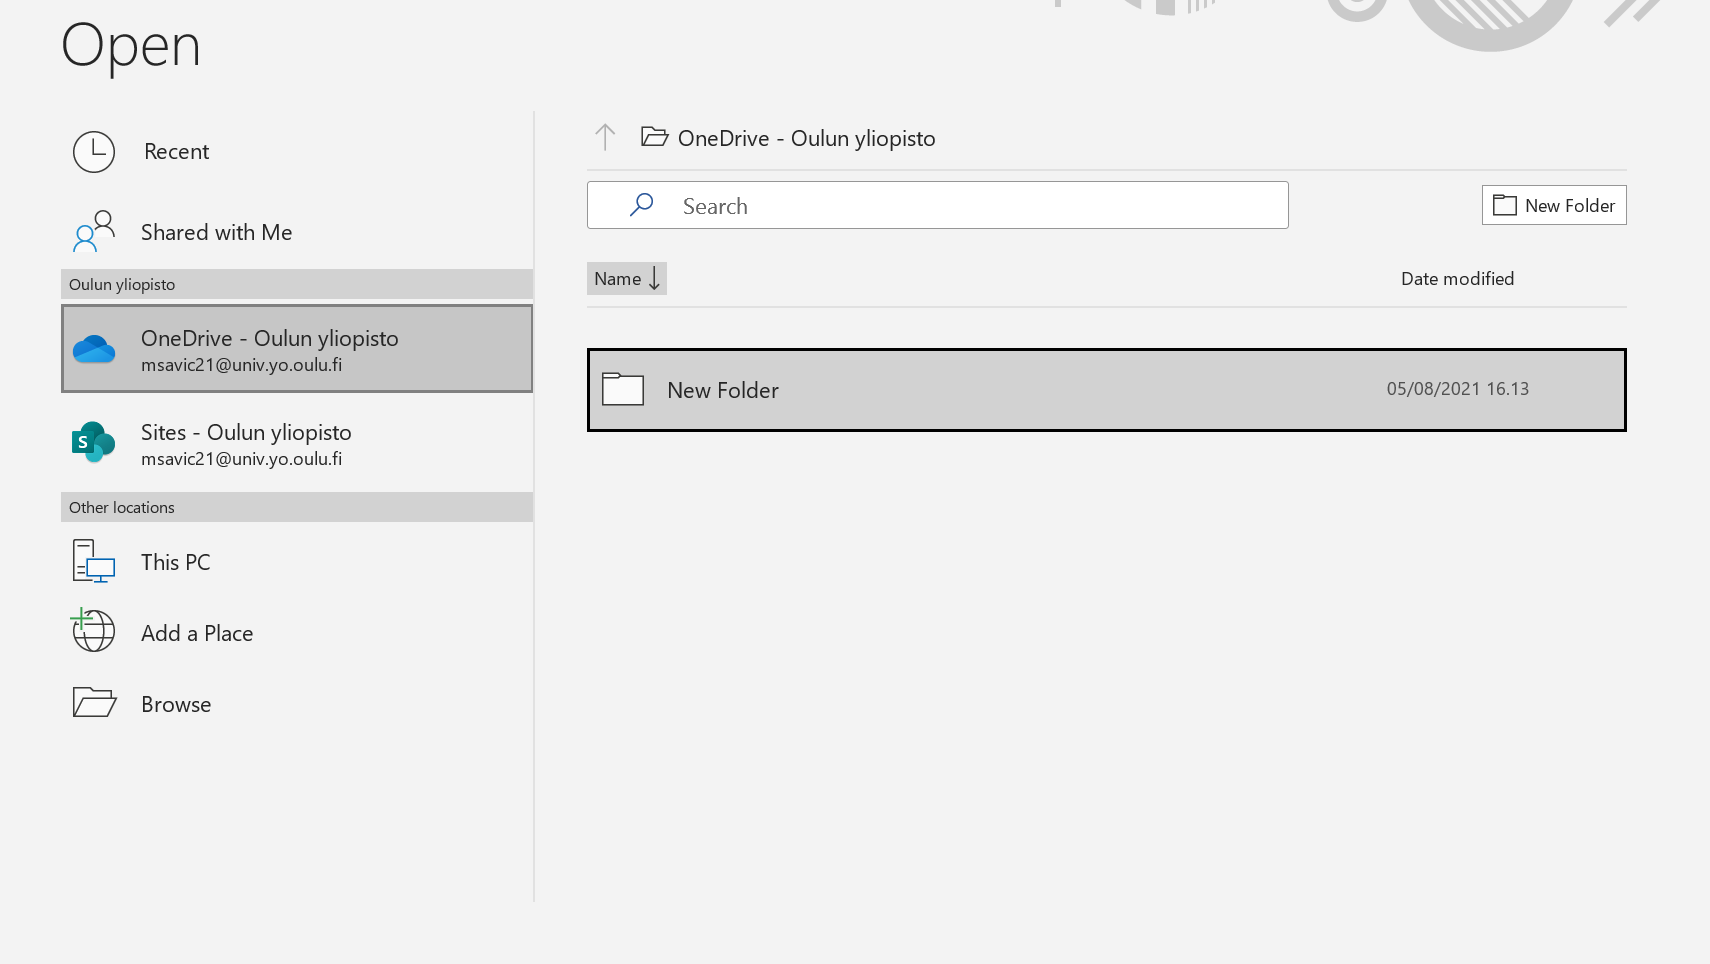 Open
Recent
Shared with Me
Oulun yliopisto
OneDrive - Oulun yliopisto
msavic21@univ.yo.oulu.fi
Sites - Oulun yliopisto
msavic21@univ.yo.oulu.fi
Other locations
This PC
Add a Place
Browse
OneDrive - Oulun yliopisto
Search
New Folder
Name
Date modified
New Folder
05/08/2021 16.13